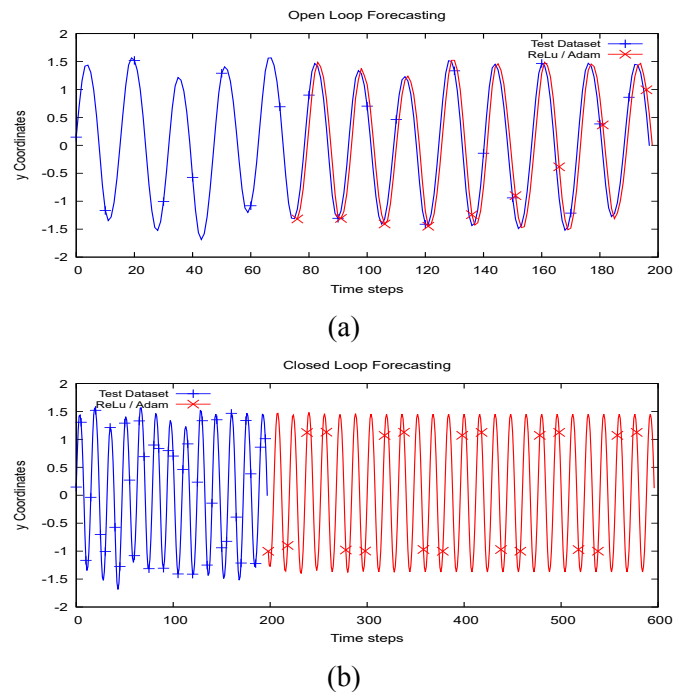 Open Loop Forecasting
2
1.5
1
0.5
0
-0.5
-1
-1.5
-2
y Coordinates
Test Dataset
ReLu / Adam
0 20 40 60 80 100 120 140 160 180 200
Time steps
(a)
Closed Loop Forecasting
2
1.5
1
0.5
0
-0.5
-1
-1.5
-2
y Coordinates
Test Dataset
ReLu / Adam
0 100 200 300 400 500 600
Time steps
(b)